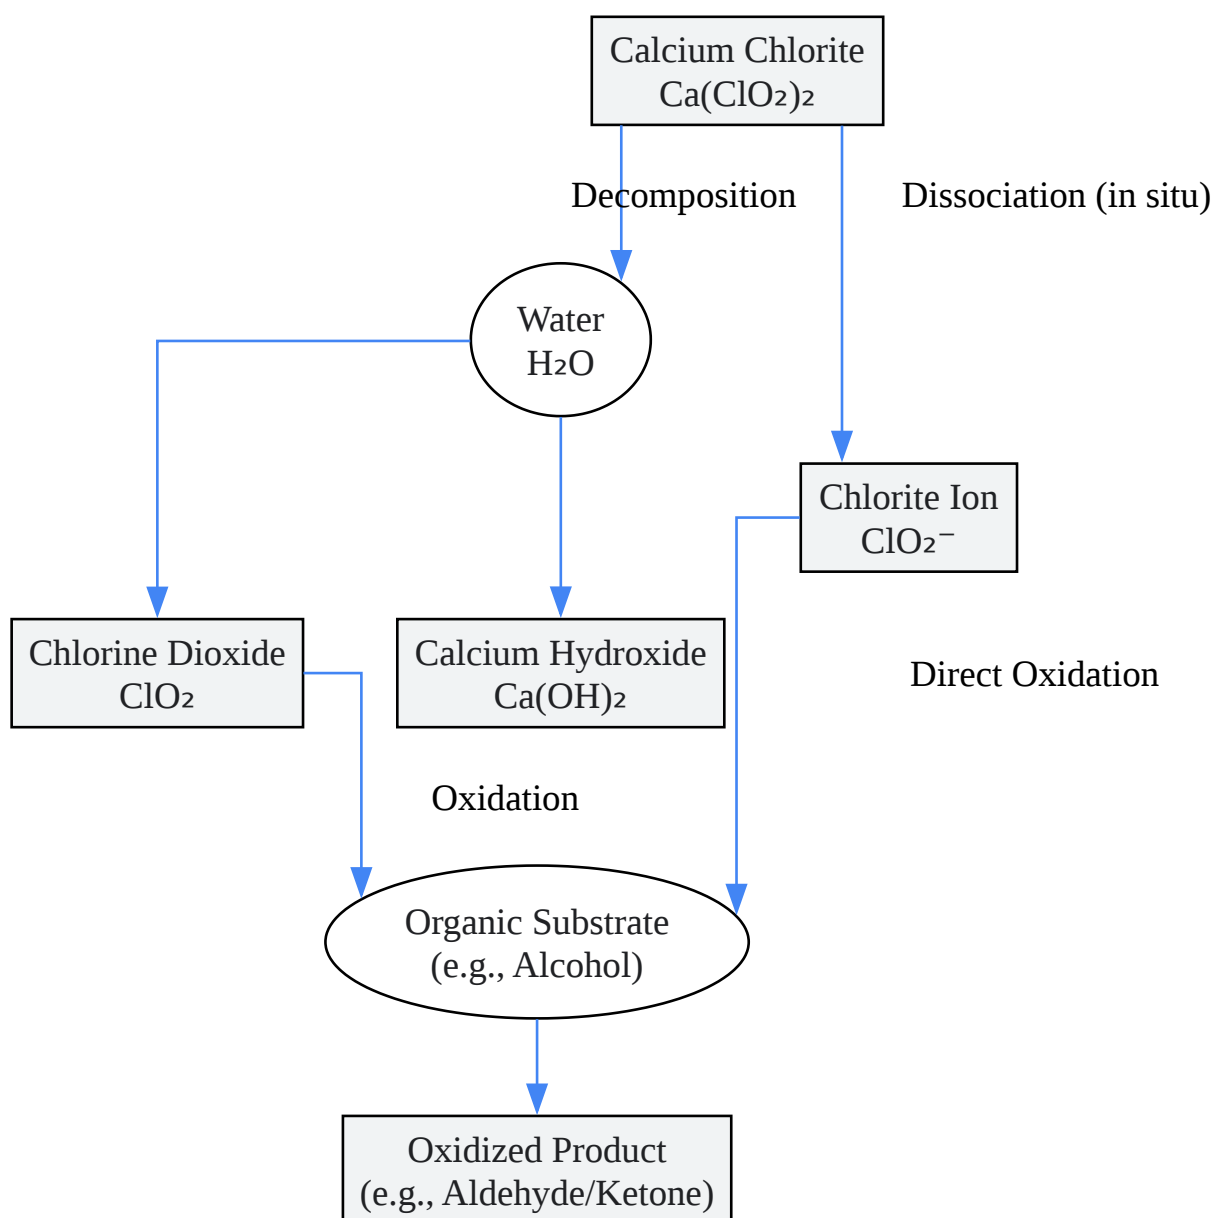 Calcium Chlorite
Ca(ClO₂)₂
Decomposition
Dissociation (in situ)
Water
H₂O
Chlorite Ion
ClO₂⁻
Chlorine Dioxide
ClO₂
Calcium Hydroxide
Ca(OH)₂
Direct Oxidation
Oxidation
Organic Substrate
(e.g., Alcohol)
Oxidized Product
(e.g., Aldehyde/Ketone)